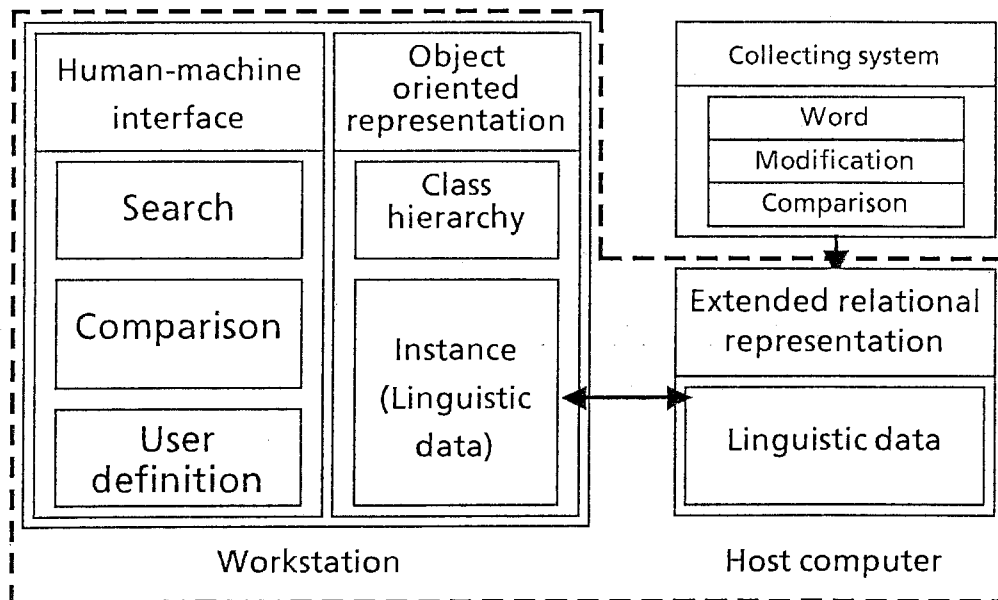 Human-machine
interface
Search
Comparison
User
definition
Object
oriented
representation
Class
hierarchy
Instance
(Linguistic
data)
Workstation
Collecting system
Word
Modification
Comparison
Extended relational
representation
Linguistic data
Host computer